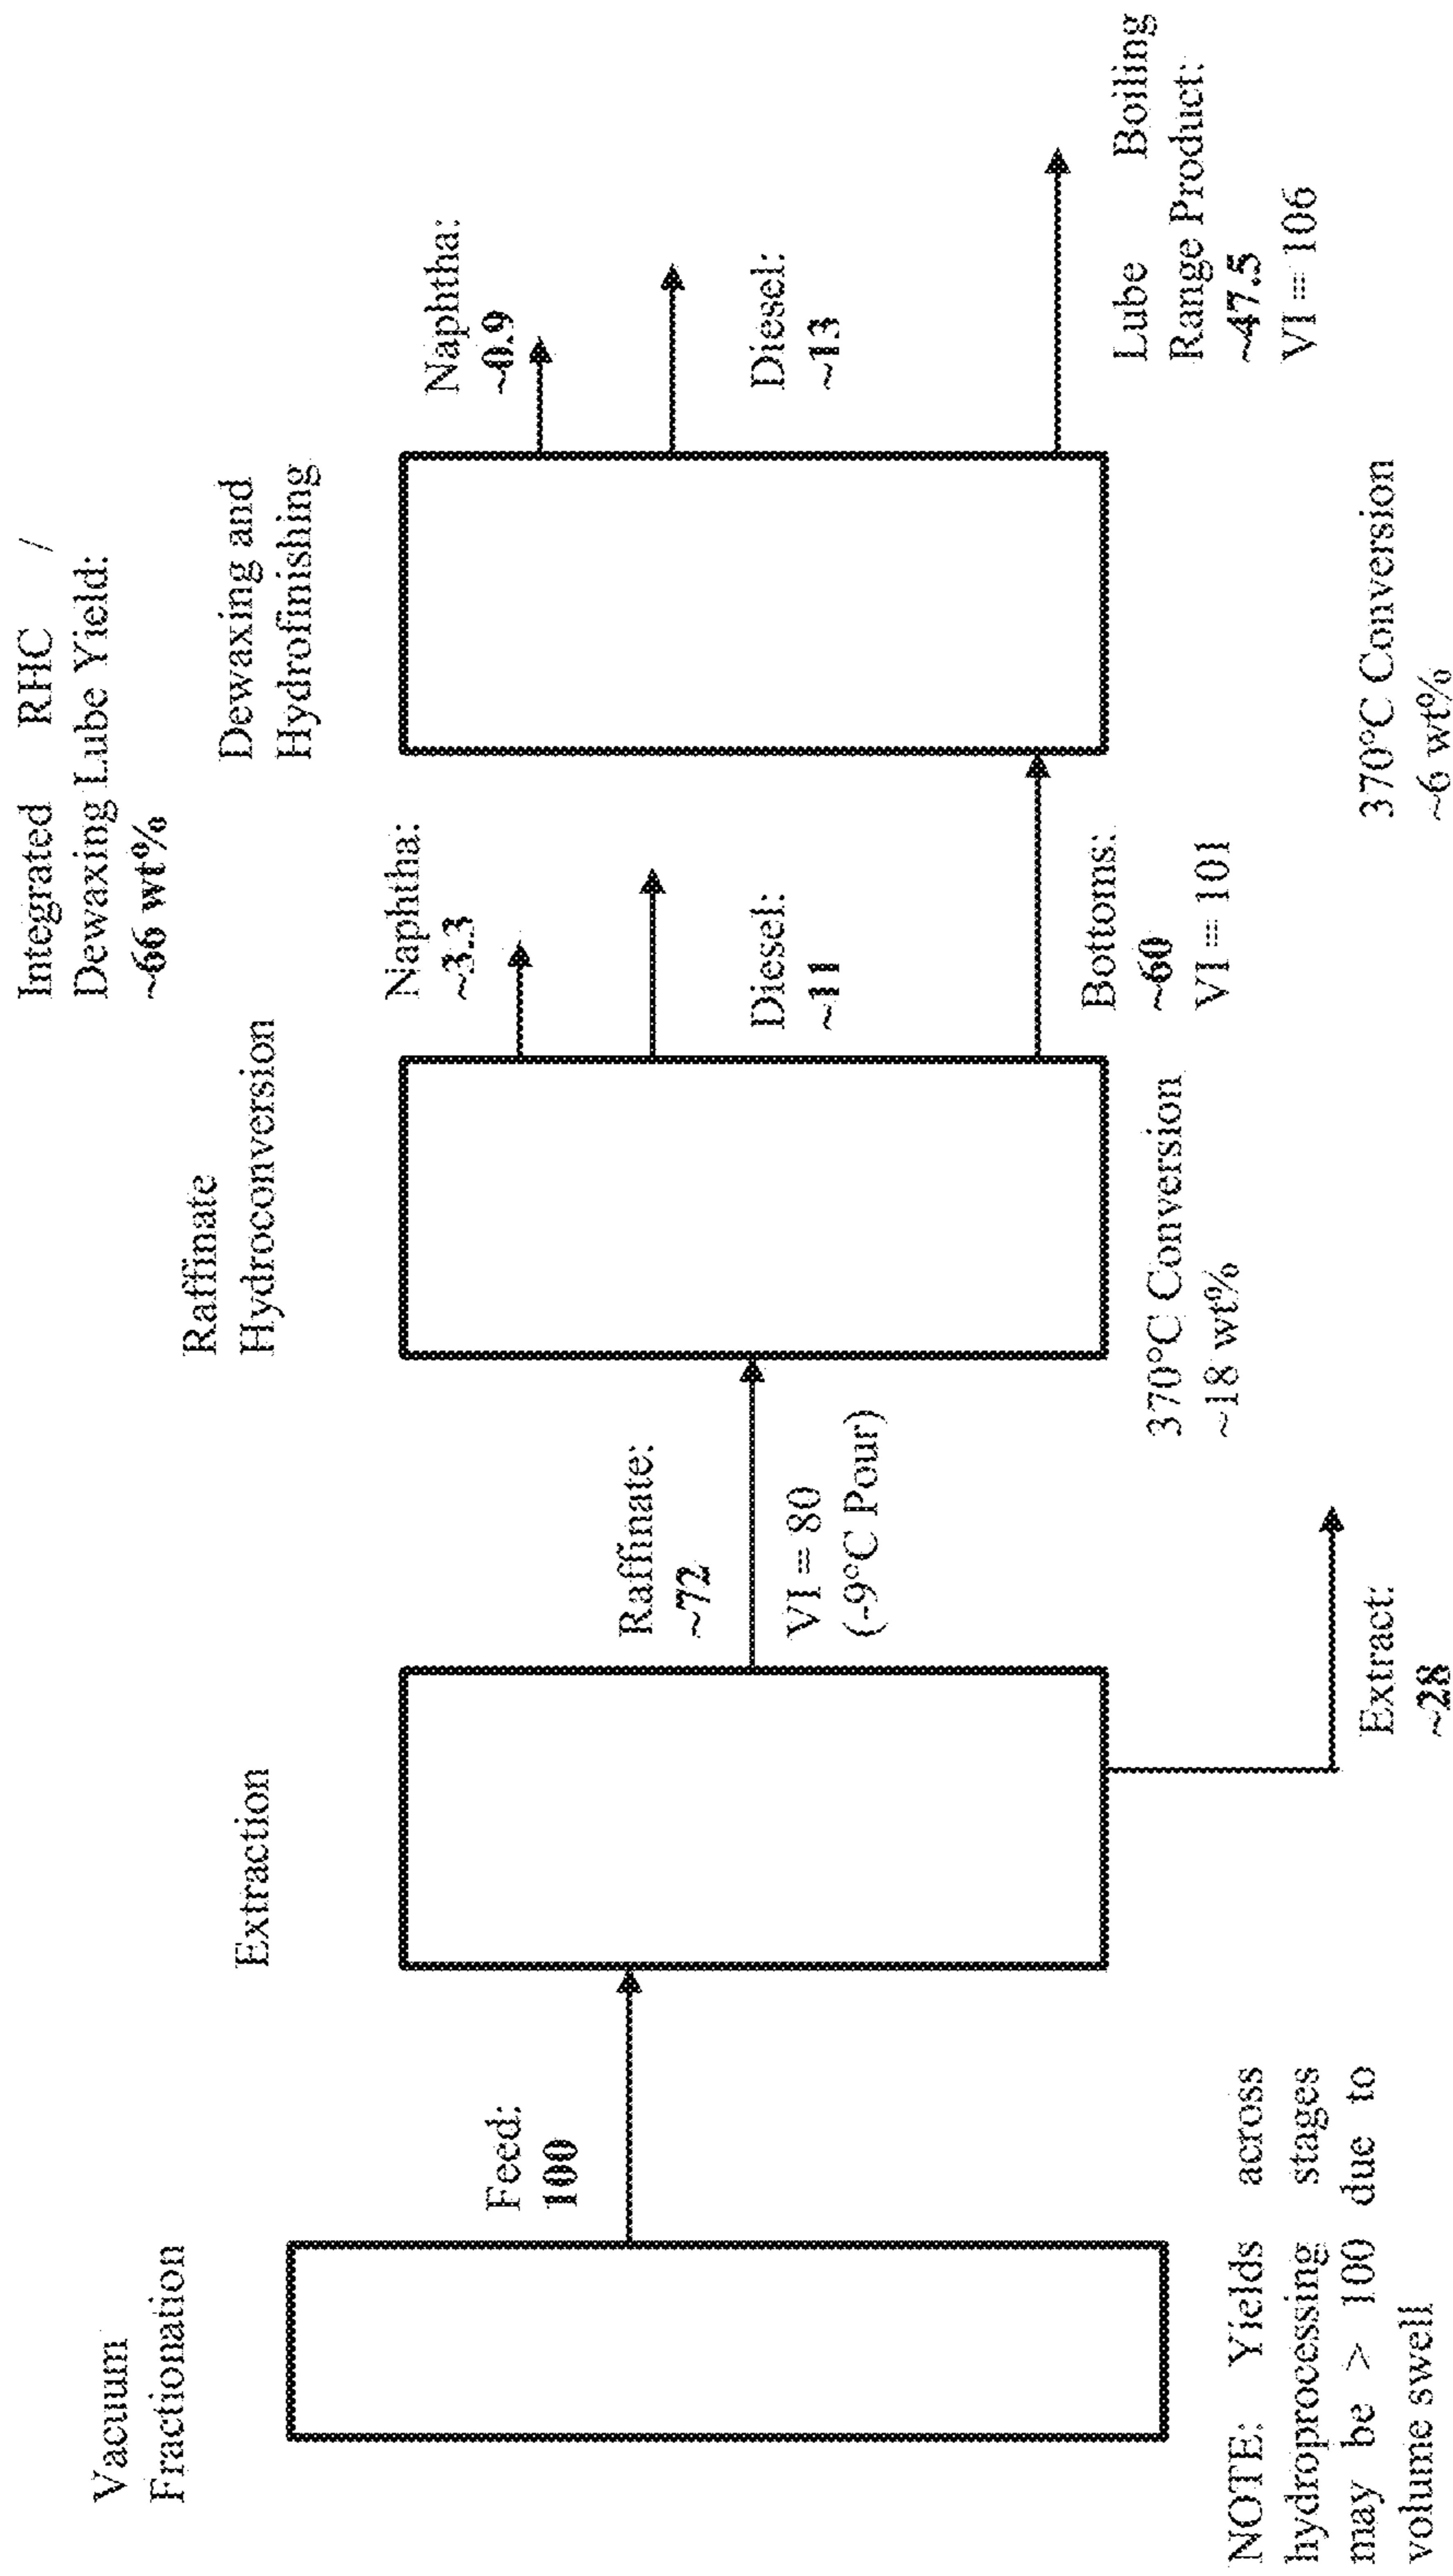 Vacuum
Fractionation
Feed:
100
NOTE: Yields across
hydroprocessing stages
may be > 100 due to
volume swell
Extraction
Raffinate:
~72
VI = 80
(-9°C Pour)
Extract:
~28
Raffinate
Hydroconversion
370°C Conversion
~18 wt%
Naphtha:
~3.3
Diesel:
~11
Bottoms:
~60
VI = 101
Integrated RHC /
Dewaxing Lube Yield:
~66 wt%
Dewaxing and
Hydrofinishing
370°C Conversion
~6 wt%
Naphtha:
~0.9
Diesel:
~13
Lube Boiling
Range Product:
~47.5
VI = 106